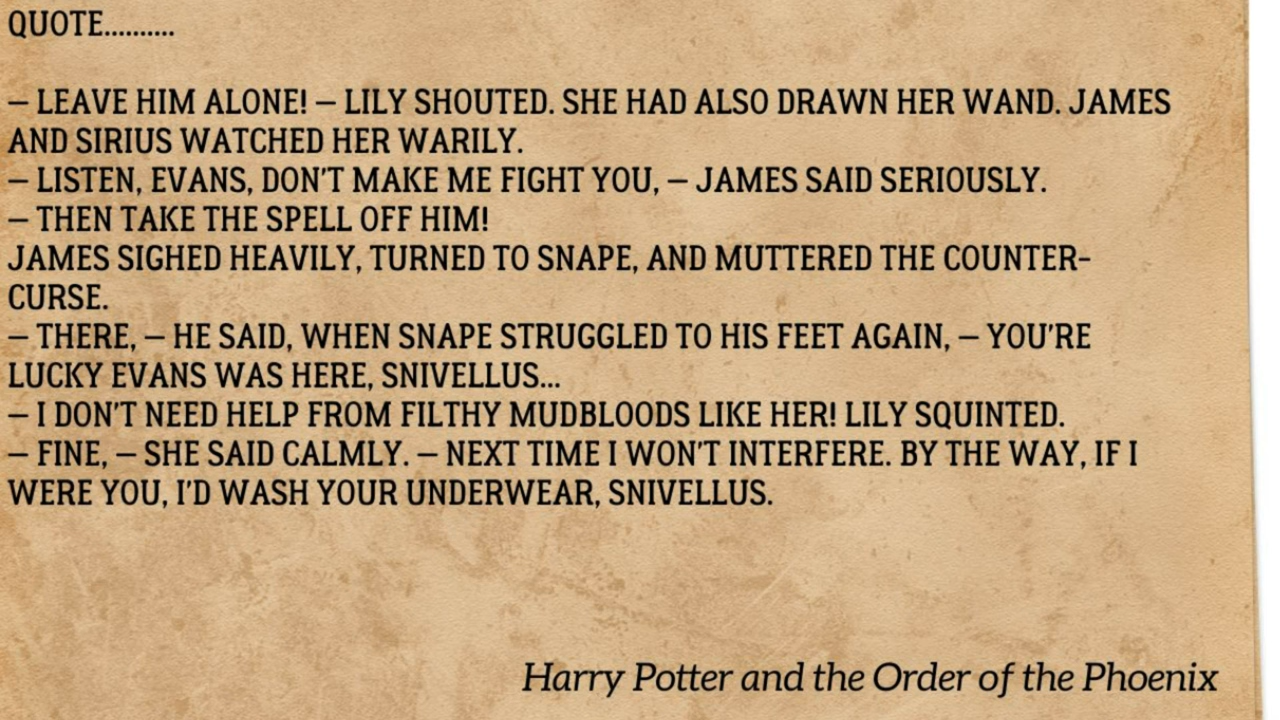 QUOTE..........
– LEAVE HIM ALONE! – LILY SHOUTED. SHE HAD ALSO DRAWN HER WAND. JAMES
AND SIRIUS WATCHED HER WARILY.
– LISTEN, EVANS, DON'T MAKE ME FIGHT YOU, – JAMES SAID SERIOUSLY.
– THEN TAKE THE SPELL OFF HIM!
JAMES SIGHED HEAVILY, TURNED TO SNAPE, AND MUTTERED THE COUNTER-
CURSE.
– THERE, – HE SAID, WHEN SNAPE STRUGGLED TO HIS FEET AGAIN, – YOU'RE
LUCKY EVANS WAS HERE, SNIVELLUS...
– I DON'T NEED HELP FROM FILTHY MUDBLOODS LIKE HER! LILY SQUINTED.
– FINE, – SHE SAID CALMLY. – NEXT TIME I WON'T INTERFERE. BY THE WAY, IF I
WERE YOU, I'D WASH YOUR UNDERWEAR, SNIVELLUS.
Harry Potter and the Order of the Phoenix